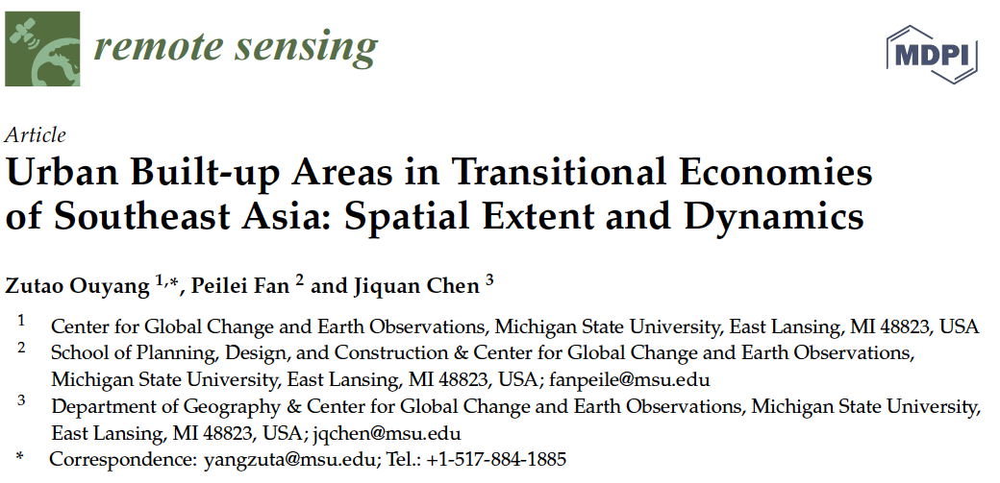 remote sensing
MDPI
Article
Urban Built-up Areas in Transitional Economies
of Southeast Asia: Spatial Extent and Dynamics
Zutao Ouyang 1,*, Peilei Fan 2 and Jiquan Chen 3
1 Center for Global Change and Earth Observations, Michigan State University, East Lansing, MI 48823, USA
2 School of Planning, Design, and Construction & Center for Global Change and Earth Observations,
Michigan State University, East Lansing, MI 48823, USA; fanpeile@msu.edu
3 Department of Geography & Center for Global Change and Earth Observations, Michigan State University,
East Lansing, MI 48823, USA; jqchen@msu.edu
* Correspondence: yangzuta@msu.edu; Tel.: +1-517-884-1885